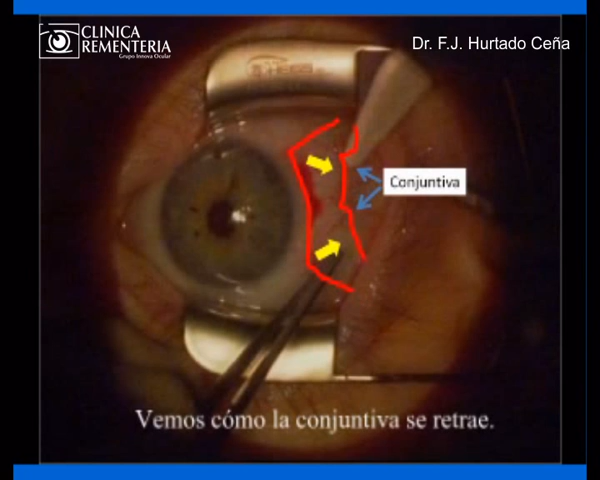 CLINICA
REMENTERIA
Grupo Innova Ocular
Dr. F.J. Hurtado Ceña
Conjuntiva
Vemos cómo la conjuntiva se retrae.